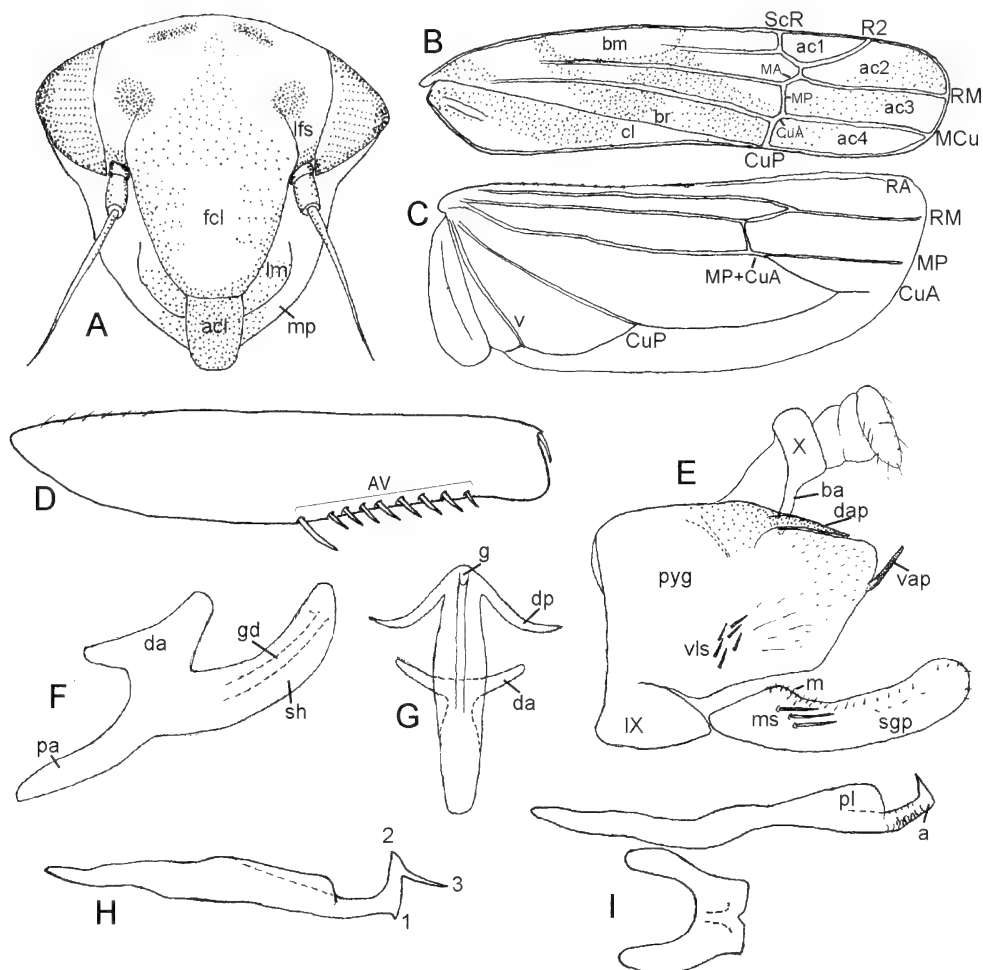 A
lfs
fcl
lm
acl
mp
B
ScR
R2
bm
ac1
ac2
MA
MP
RM
ac3
br
CuA
cl
ac4
MCu
CuP
C
RA
RM
MP
MP+CuA
CuA
V
CuP
D
AV
E
X
ba
dap
pyg
vap
vls
m
IX
ms
sgp
F
da
gd
sh
pa
G
g
dp
da
H
2
3
1
I
pl
a